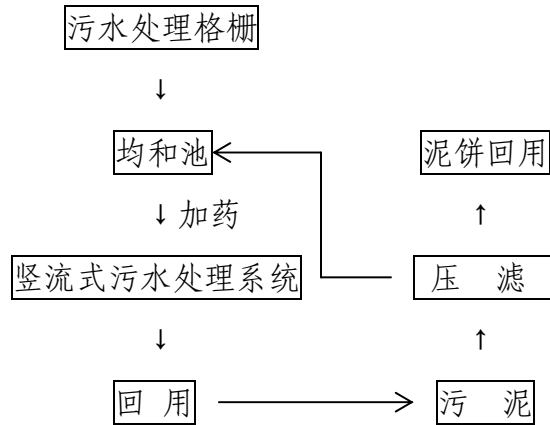 污水处理格栅
↓
均和池
泥饼回用
↓ 加药
↑
竖流式污水处理系统
压 滤
↓
↑
回 用
污 泥